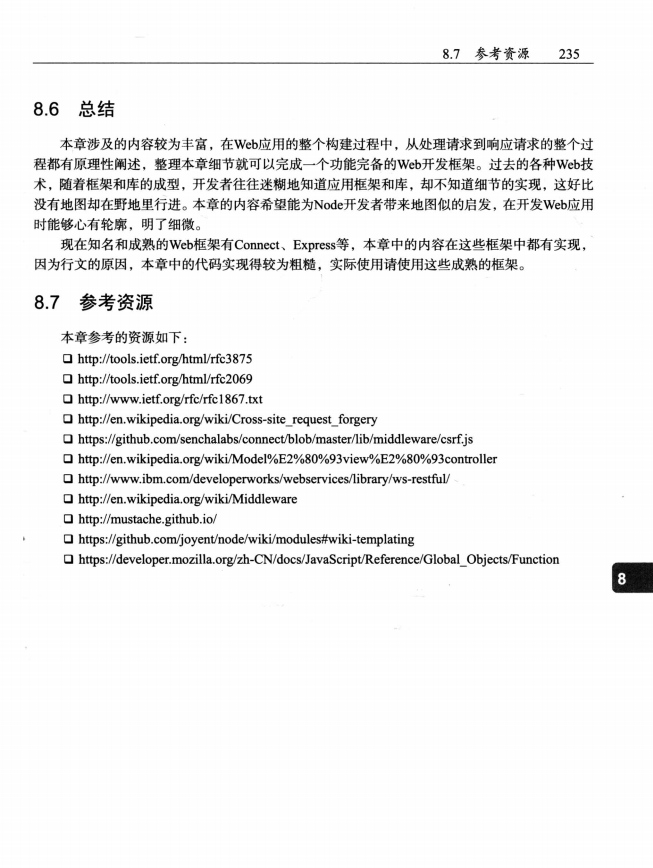 8.7 参考资源 235
8.6 总结
本章涉及的内容较为丰富，在Web应用的整个构建过程中，从处理请求到响应请求的整个过
程都有原理性阐述，整理本章细节就可以完成一个功能完备的Web开发框架。过去的各种Web技
术，随着框架和库的成型，开发者往往迷糊地知道应用框架和库，却不知道细节的实现，这好比
没有地图却在野地里行进。本章的内容希望能为Node开发者带来地图似的启发，在开发Web应用
时能够心有轮廓，明了细微。
现在知名和成熟的Web框架有Connect、Express等，本章中的内容在这些框架中都有实现，
因为行文的原因，本章中的代码实现得较为粗糙，实际使用请使用这些成熟的框架。
8.7 参考资源
本章参考的资源如下：
❑ http://tools.ietf.org/html/rfc3875
❑ http://tools.ietf.org/html/rfc2069
❑ http://www.ietf.org/rfc/rfc1867.txt
❑ http://en.wikipedia.org/wiki/Cross-site_request_forgery
❑ https://github.com/senchalabs/connect/blob/master/lib/middleware/csrf.js
❑ http://en.wikipedia.org/wiki/Model%E2%80%93view%E2%80%93controller
❑ http://www.ibm.com/developerworks/webservices/library/ws-restful/
❑ http://en.wikipedia.org/wiki/Middleware
❑ http://mustache.github.io/
❑ https://github.com/joyent/node/wiki/modules#wiki-templating
❑ https://developer.mozilla.org/zh-CN/docs/JavaScript/Reference/Global_Objects/Function
8